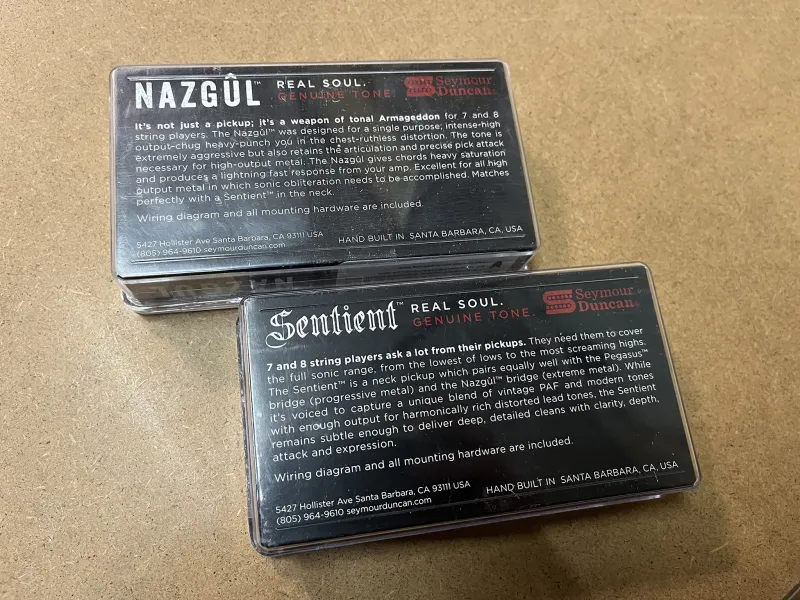 NAZGÛL™
REAL SOUL.
GENUINE TONE.
Seymour
Duncan®
It's not just a pickup; it's a weapon of tonal Armageddon for 7 and 8
string players. The Nazgûl™ was designed for a single purpose; intense-high
output-chug heavy-punch you in the chest-ruthless distortion. The tone is
extremely aggressive but also retains the articulation and precise pick attack
necessary for high-output metal. The Nazgûl gives chords heavy saturation
and produces a lightning fast response from your amp. Excellent for all high
output metal in which sonic obliteration needs to be accomplished. Matches
perfectly with a Sentient™ in the neck.
Wiring diagram and all mounting hardware are included.
5427 Hollister Ave Santa Barbara, CA 93111 USA
(805) 964-9610 seymourduncan.com
HAND BUILT IN SANTA BARBARA, CA, USA
Sentient™
REAL SOUL.
GENUINE TONE.
Seymour
Duncan®
7 and 8 string players ask a lot from their pickups. They need them to cover
the full sonic range, from the lowest of lows to the most screaming highs.
The Sentient™ is a neck pickup which pairs equally well with the Pegasus™
bridge (progressive metal) and the Nazgûl™ bridge (extreme metal). While
it's voiced to capture a unique blend of vintage PAF and modern tones
with enough output for harmonically rich distorted lead tones, the Sentient
remains subtle enough to deliver deep, detailed cleans with clarity, depth,
attack and expression.
Wiring diagram and all mounting hardware are included.
5427 Hollister Ave Santa Barbara, CA 93111 USA
(805) 964-9610 seymourduncan.com
HAND BUILT IN SANTA BARBARA, CA, USA